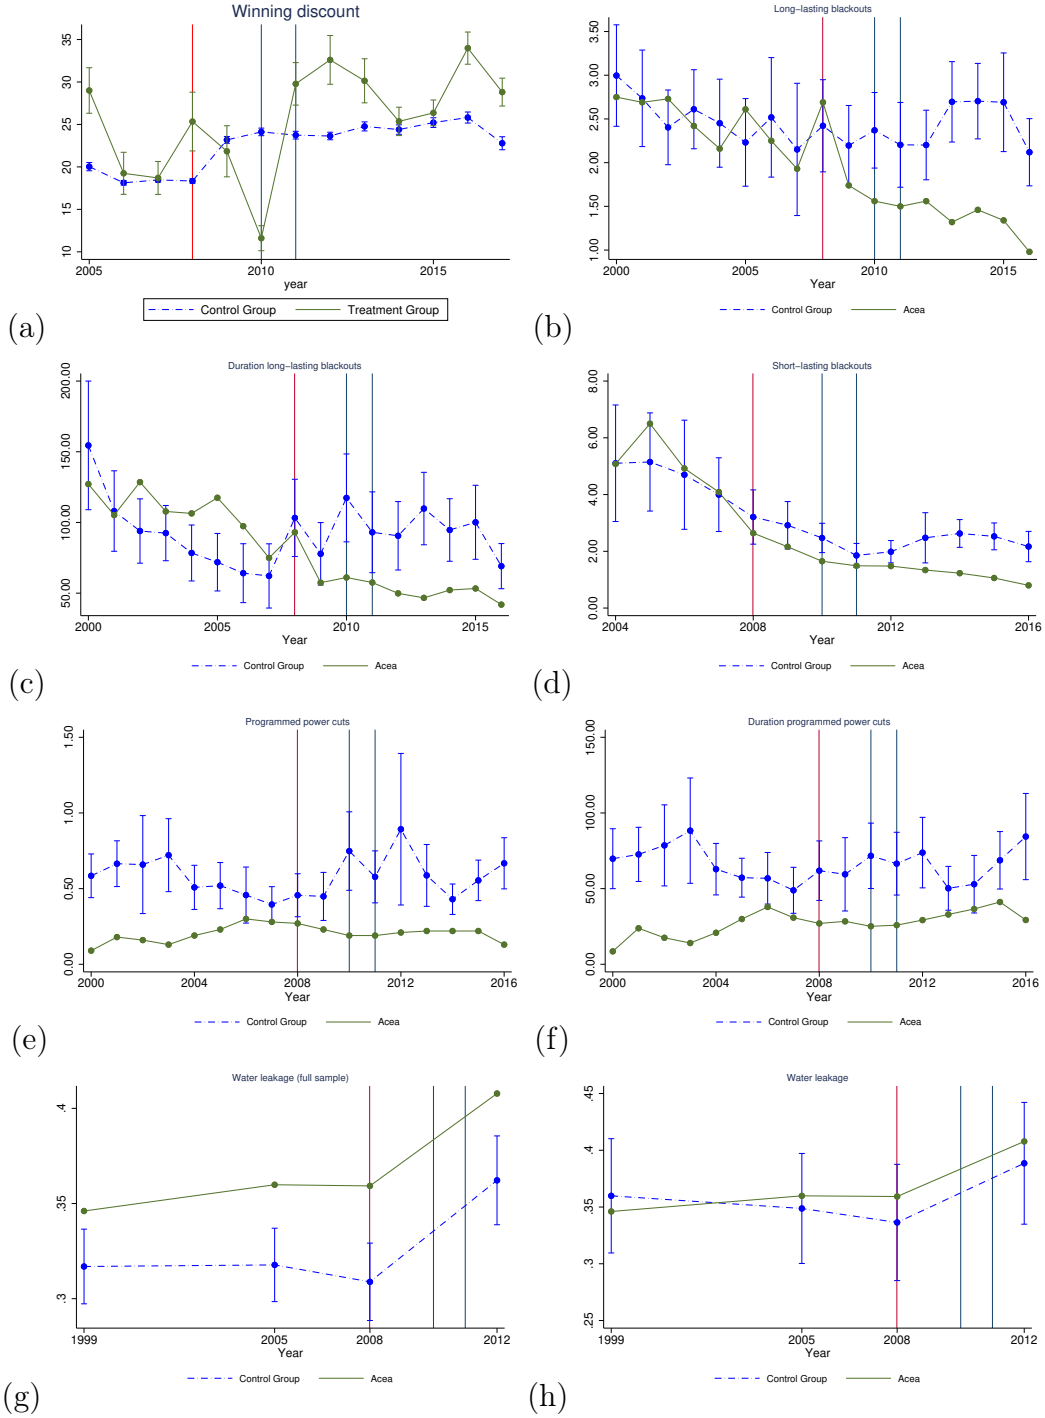 Winning discount
35
30
25
20
15
10
2005
2010
2015
year
Control Group
Treatment Group
(a)
Long-lasting blackouts
3.50
3.00
2.50
2.00
1.50
1.00
2000
2005
2010
2015
Year
Control Group
Acea
(b)
Duration long-lasting blackouts
200.00
150.00
100.00
50.00
2000
2005
2010
2015
Year
Control Group
Acea
(c)
Short-lasting blackouts
8.00
6.00
4.00
2.00
0.00
2004
2008
2012
2016
Year
Control Group
Acea
(d)
Programmed power cuts
1.50
1.00
0.50
0.00
2000
2004
2008
2012
2016
Year
Control Group
Acea
(e)
Duration programmed power cuts
150.00
100.00
50.00
0.00
2000
2004
2008
2012
2016
Year
Control Group
Acea
(f)
Water leakage (full sample)
.4
.35
.3
1999
2005
2008
2012
Year
Control Group
Acea
(g)
Water leakage
.45
.4
.35
.3
.25
1999
2005
2008
2012
Year
Control Group
Acea
(h)